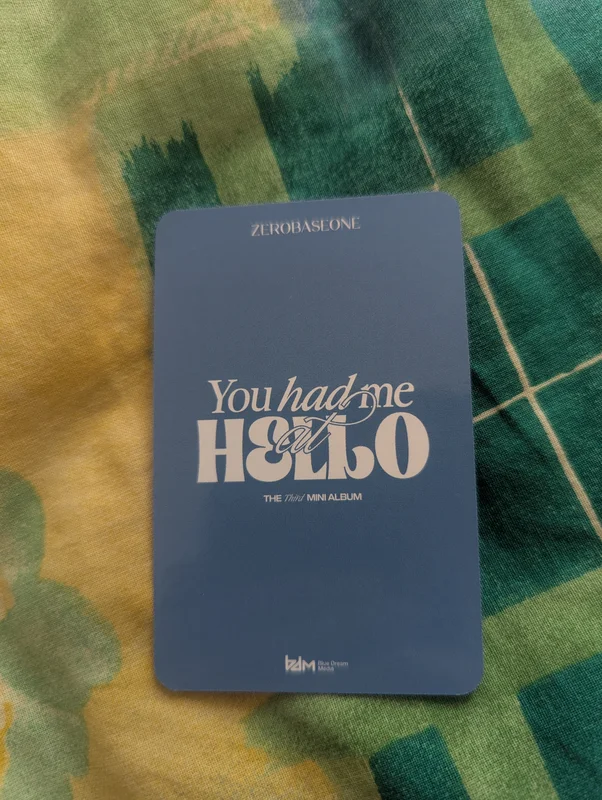 ZEROBASEONE
You had me
at
HELLO
THE Third MINI ALBUM
bdm Blue Dream
Media